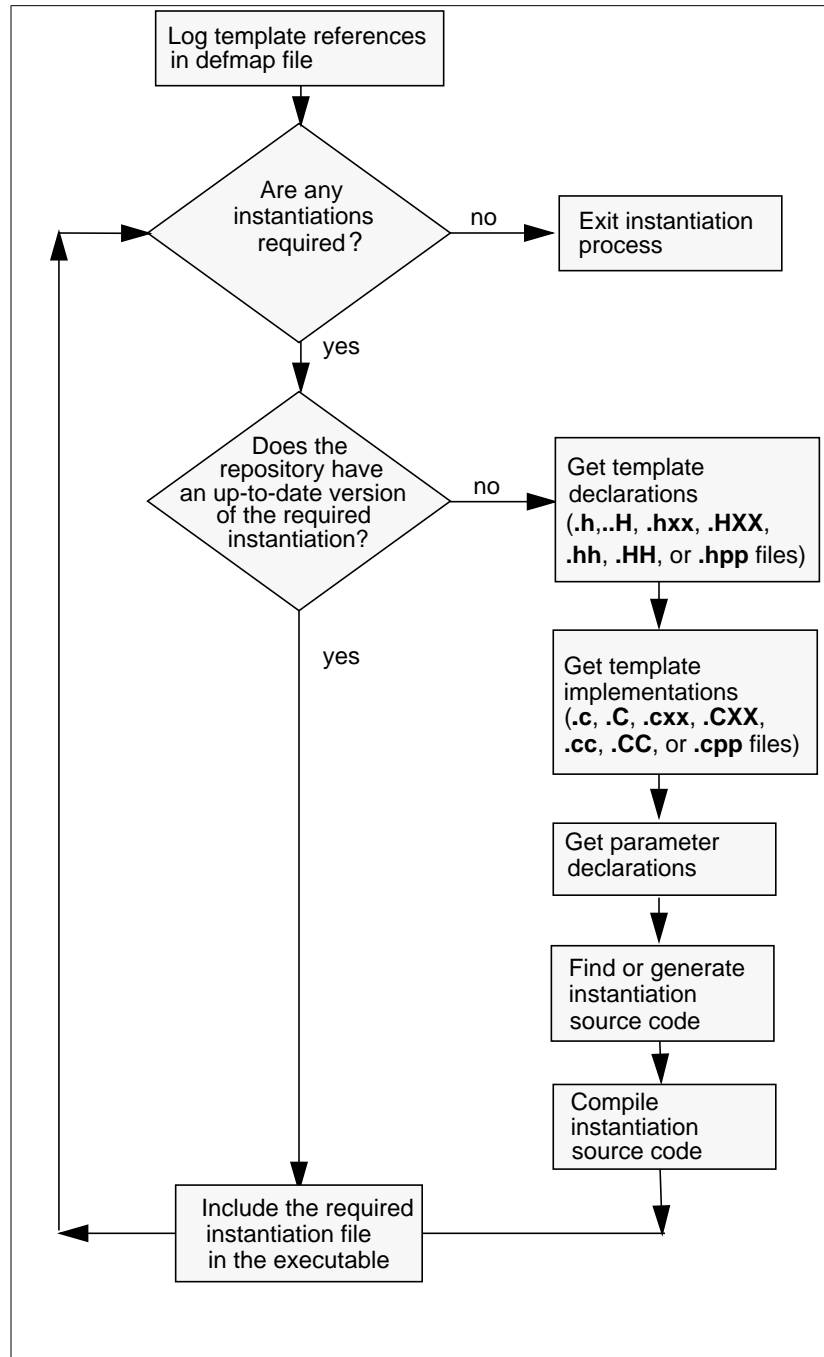 Log template references
in defmap file
Are any
instantiations
required?
no
Exit instantiation
process
yes
Does the
repository have
an up-to-date version
of the required
instantiation?
no
Get template
declarations
(.h,..H, .hxx, .HXX,
.hh, .HH, or .hpp files)
yes
Get template
implementations
(.c, .C, .cxx, .CXX,
.cc, .CC, or .cpp files)
Get parameter
declarations
Find or generate
instantiation
source code
Compile
instantiation
source code
Include the required
instantiation file
in the executable